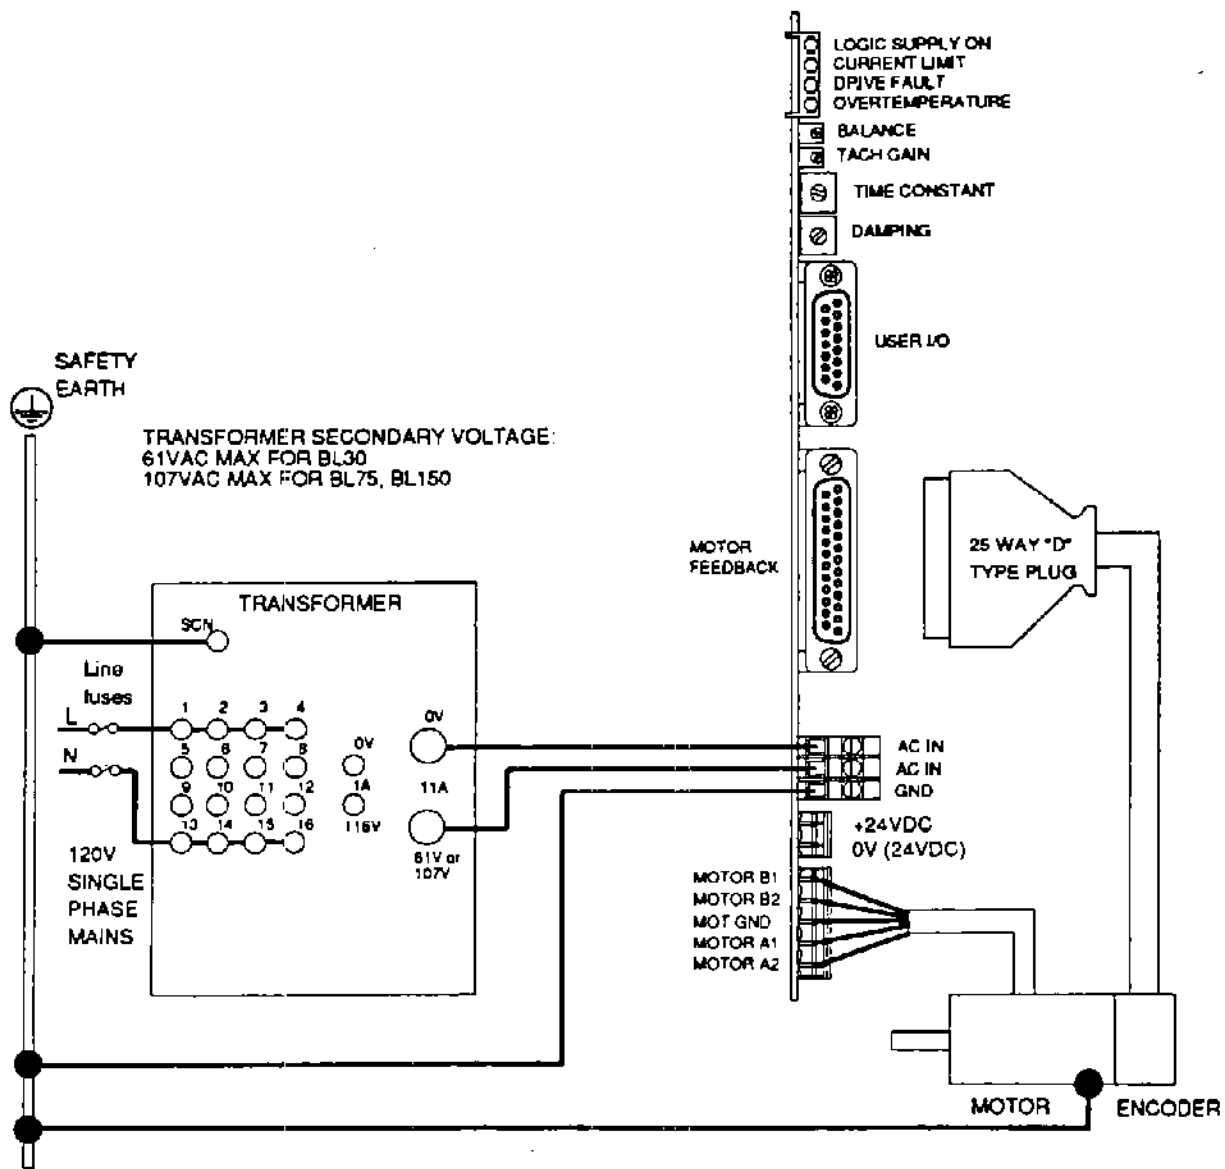 LOGIC SUPPLY ON
CURRENT LIMIT
DPIVE FAULT
OVERTEMPERATURE
BALANCE
TACH GAIN
TIME CONSTANT
DAMPING
USER I/O
SAFETY
EARTH
TRANSFORMER SECONDARY VOLTAGE:
61VAC MAX FOR BL30
107VAC MAX FOR BL75, BL150
MOTOR
FEEDBACK
25 WAY "D"
TYPE PLUG
TRANSFORMER
SCN
Line
fuses
L
N
1 2 3 4
5 6 7 8
9 10 11 12
13 14 15 16
0V
1A
115V
0V
11A
61V or
107V
120V
SINGLE
PHASE
MAINS
AC IN
AC IN
GND
+24VDC
0V (24VDC)
MOTOR B1
MOTOR B2
MOT GND
MOTOR A1
MOTOR A2
MOTOR
ENCODER